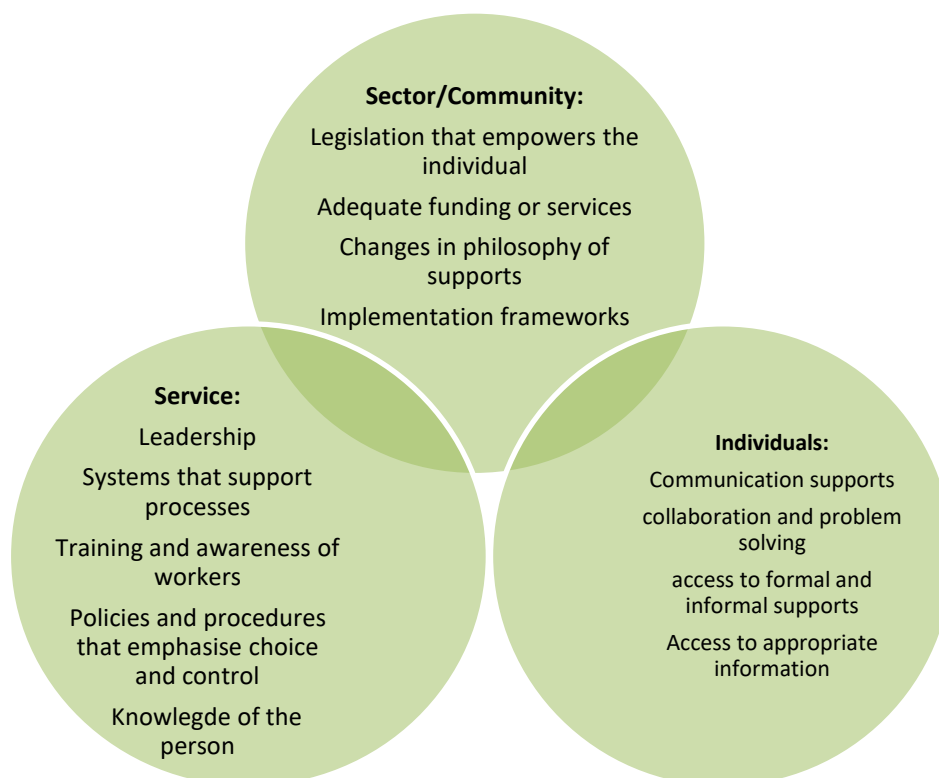 Sector/Community:
Legislation that empowers the
individual
Adequate funding or services
Changes in philosophy of
supports
Implementation frameworks
Service:
Leadership
Systems that support
processes
Training and awareness of
workers
Policies and procedures
that emphasise choice
and control
Knowlegde of the
person
Individuals:
Communication supports
collaboration and problem
solving
access to formal and
informal supports
Access to appropriate
information